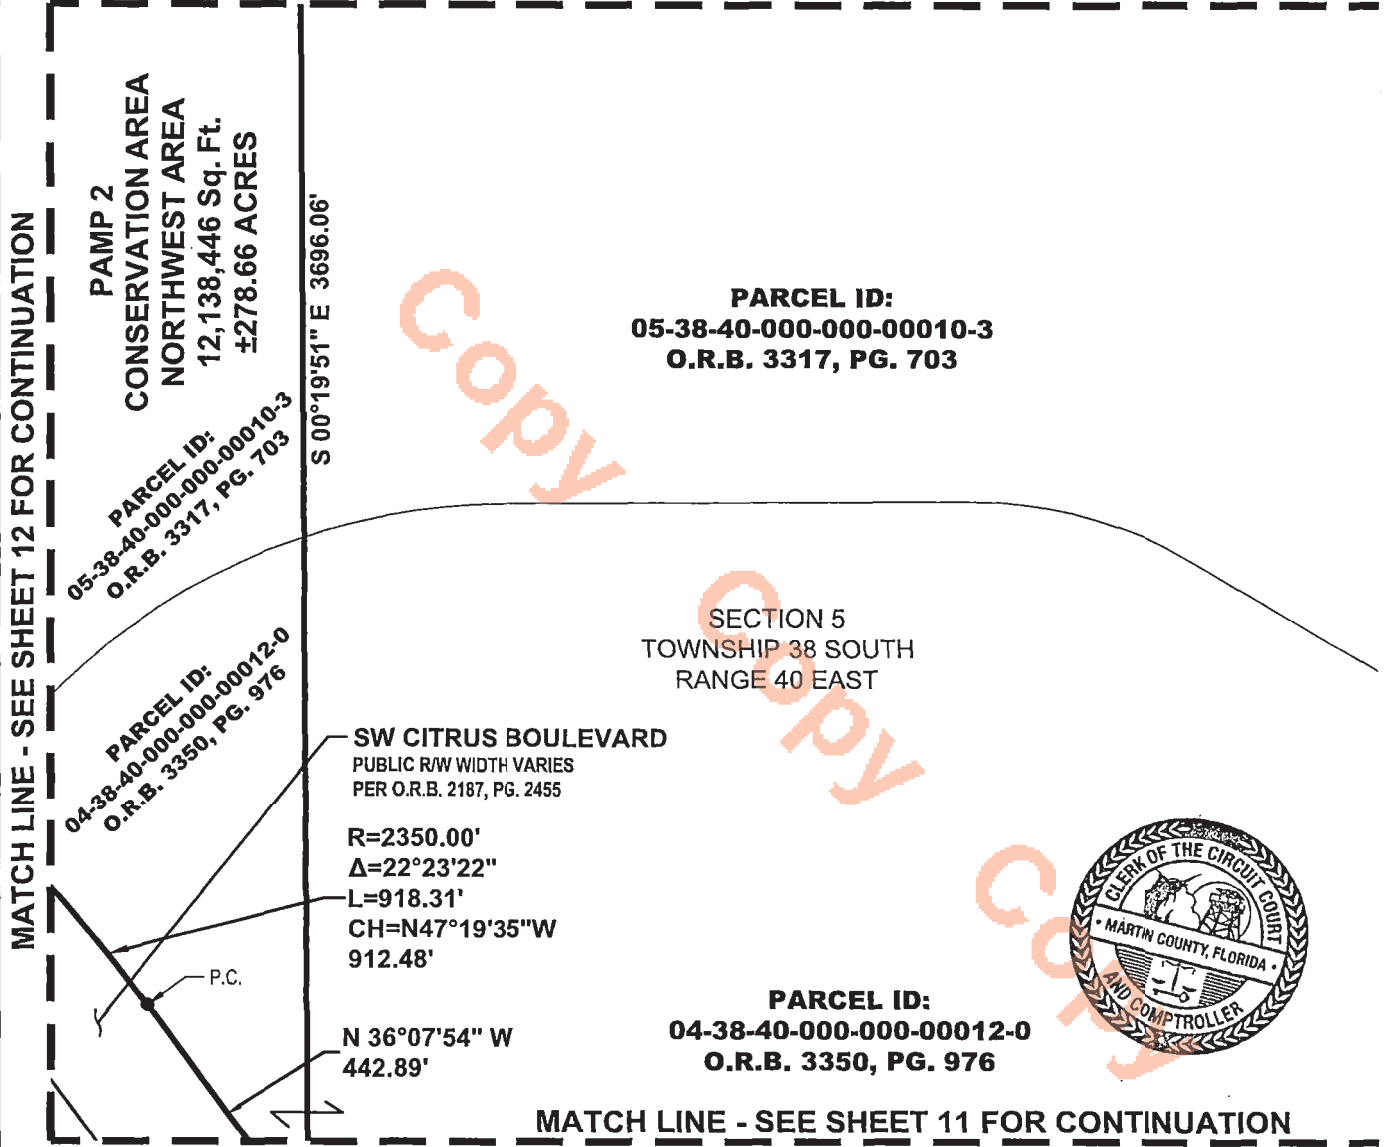 MATCH LINE - SEE SHEET 12 FOR CONTINUATION
PAMP 2
CONSERVATION AREA
NORTHWEST AREA
12,138,446 Sq. Ft.
±278.66 ACRES
S 00°19'51" E 3696.06'
PARCEL ID:
05-38-40-000-000-00010-3
O.R.B. 3317, PG. 703
PARCEL ID:
05-38-40-000-000-00010-3
O.R.B. 3317, PG. 703
Copy
SECTION 5
TOWNSHIP 38 SOUTH
RANGE 40 EAST
Copy
PARCEL ID:
04-38-40-000-000-00012-0
O.R.B. 3350, PG. 976
SW CITRUS BOULEVARD
PUBLIC R/W WIDTH VARIES
PER O.R.B. 2187, PG. 2455
R=2350.00'
Δ=22°23'22"
L=918.31'
CH=N47°19'35"W
912.48'
P.C.
N 36°07'54" W
442.89'
PARCEL ID:
04-38-40-000-000-00012-0
O.R.B. 3350, PG. 976
Copy
CLERK OF THE CIRCUIT COURT
• MARTIN COUNTY, FLORIDA •
AND COMPTROLLER
MATCH LINE - SEE SHEET 11 FOR CONTINUATION